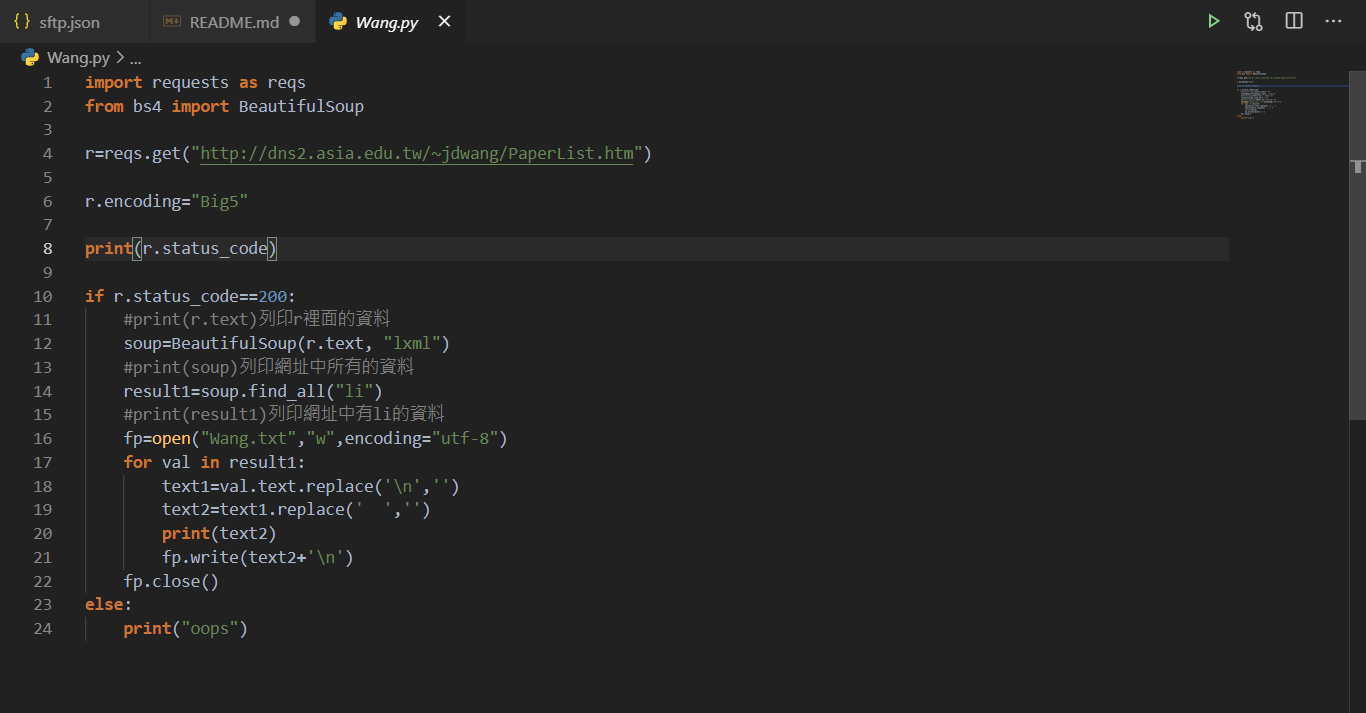 sftp.json README.md Wang.py
Wang.py > ...
1 import requests as reqs
2 from bs4 import BeautifulSoup
3
4 r=reqs.get("http://dns2.asia.edu.tw/~jdwang/PaperList.htm")
5
6 r.encoding="Big5"
7
8 print(r.status_code)
9
10 if r.status_code==200:
11     #print(r.text)列印r裡面的資料
12     soup=BeautifulSoup(r.text, "lxml")
13     #print(soup)列印網址中所有的資料
14     result1=soup.find_all("li")
15     #print(result1)列印網址中有li的資料
16     fp=open("Wang.txt","w",encoding="utf-8")
17     for val in result1:
18         text1=val.text.replace('\n','')
19         text2=text1.replace('  ','')
20         print(text2)
21         fp.write(text2+'\n')
22     fp.close()
23 else:
24     print("oops")